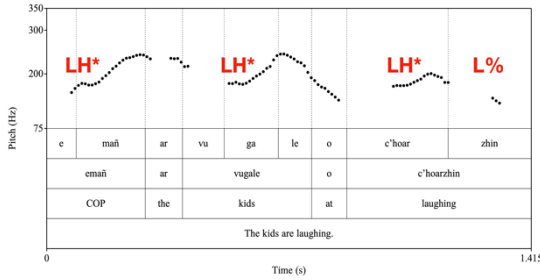 350
300
200
75
Pitch (Hz)
LH* LH* LH* L%
e mañ ar vu ga le o c'hoar zhin
emañ ar vugale o c'hoarzhin
COP the kids at laughing
The kids are laughing.
0 1.415
Time (s)